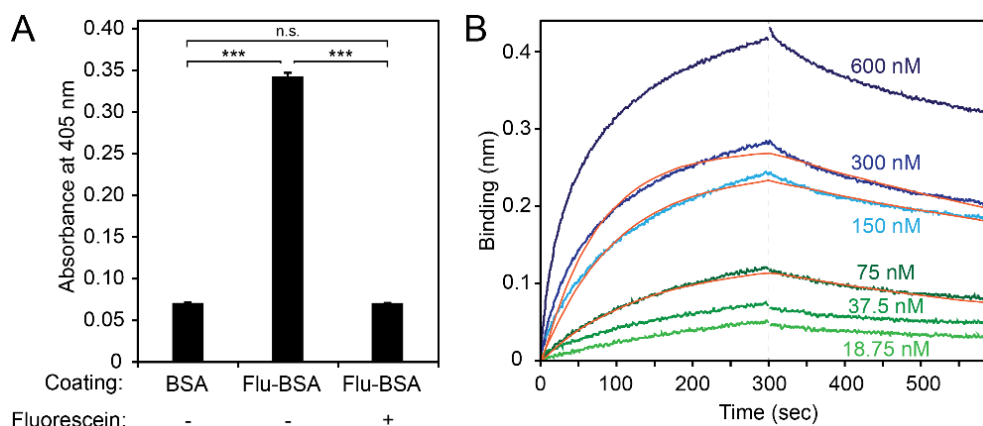 A
Absorbance at 405 nm
0.40
0.35
0.30
0.25
0.20
0.15
0.10
0.05
0
n.s.
*** ***
Coating: BSA Flu-BSA Flu-BSA
Fluorescein: - - +
B
Binding (nm)
0.4
0.3
0.2
0.1
0
600 nM
300 nM
150 nM
75 nM
37.5 nM
18.75 nM
0 100 200 300 400 500
Time (sec)